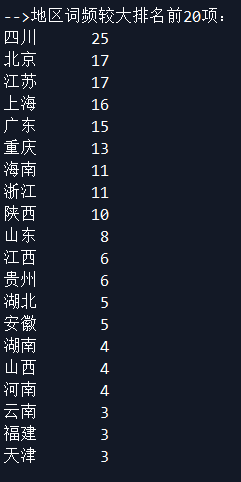 -->地区词频较大排名前20项：
四川 25
北京 17
江苏 17
上海 16
广东 15
重庆 13
海南 11
浙江 11
陕西 10
山东 8
江西 6
贵州 6
湖北 5
安徽 5
湖南 4
山西 4
河南 4
云南 3
福建 3
天津 3